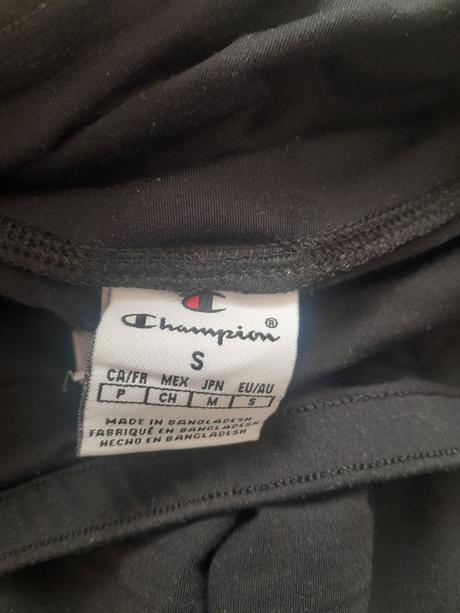 Champion®
S
CA/FR MEX JPN EU/AU
P CH M S
MADE IN BANGLADESH
FABRIQUÉ EN BANGLADESH
HECHO EN BANGLADESH